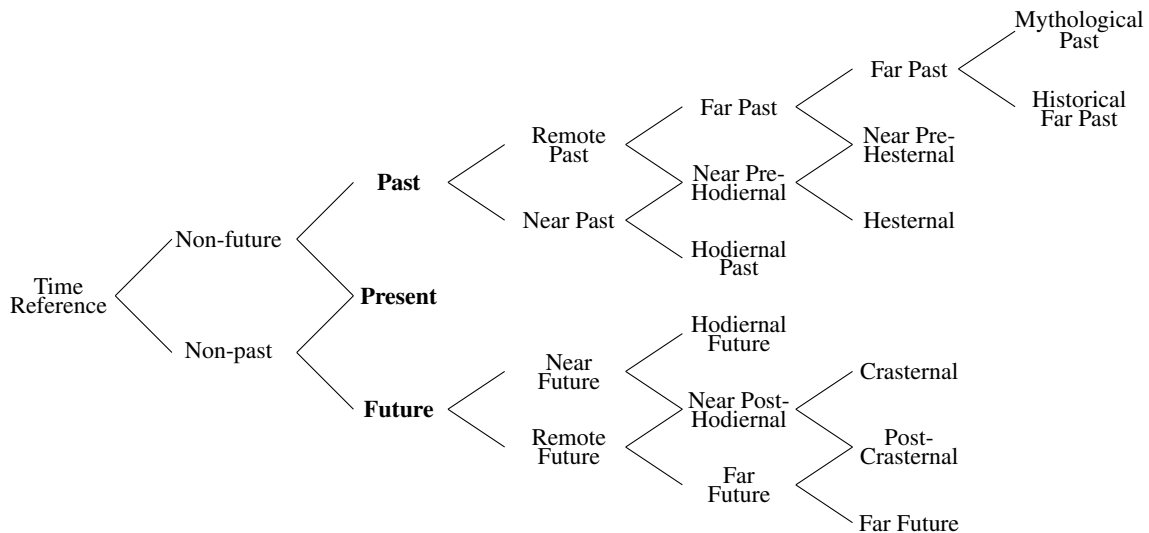 Mythological
Past
Far Past
Historical
Far Past
Far Past
Remote
Past
Near Pre-
Hesternal
Past
Near Pre-
Hodiernal
Near Past
Hesternal
Non-future
Hodiernal
Past
Time
Reference
Present
Non-past
Hodiernal
Future
Near
Future
Crasternal
Future
Near Post-
Hodiernal
Remote
Future
Post-
Crasternal
Far
Future
Far Future